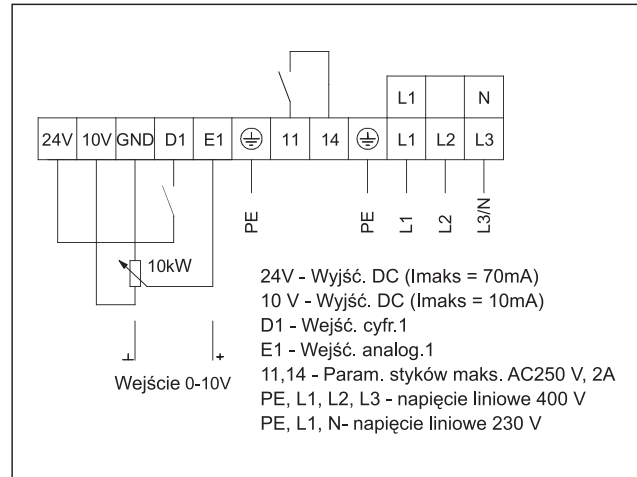 L1 N
24V 10V GND D1 E1 11 14 L1 L2 L3
PE PE L1 L2 L3/N
10kW
24V - Wyjść. DC (Imaks = 70mA)
10 V - Wyjść. DC (Imaks = 10mA)
D1 - Wejść. cyfr.1
E1 - Wejść. analog.1
11,14 - Param. styków maks. AC250 V, 2A
PE, L1, L2, L3 - napięcie liniowe 400 V
PE, L1, N- napięcie liniowe 230 V
⊥ +
Wejście 0-10V